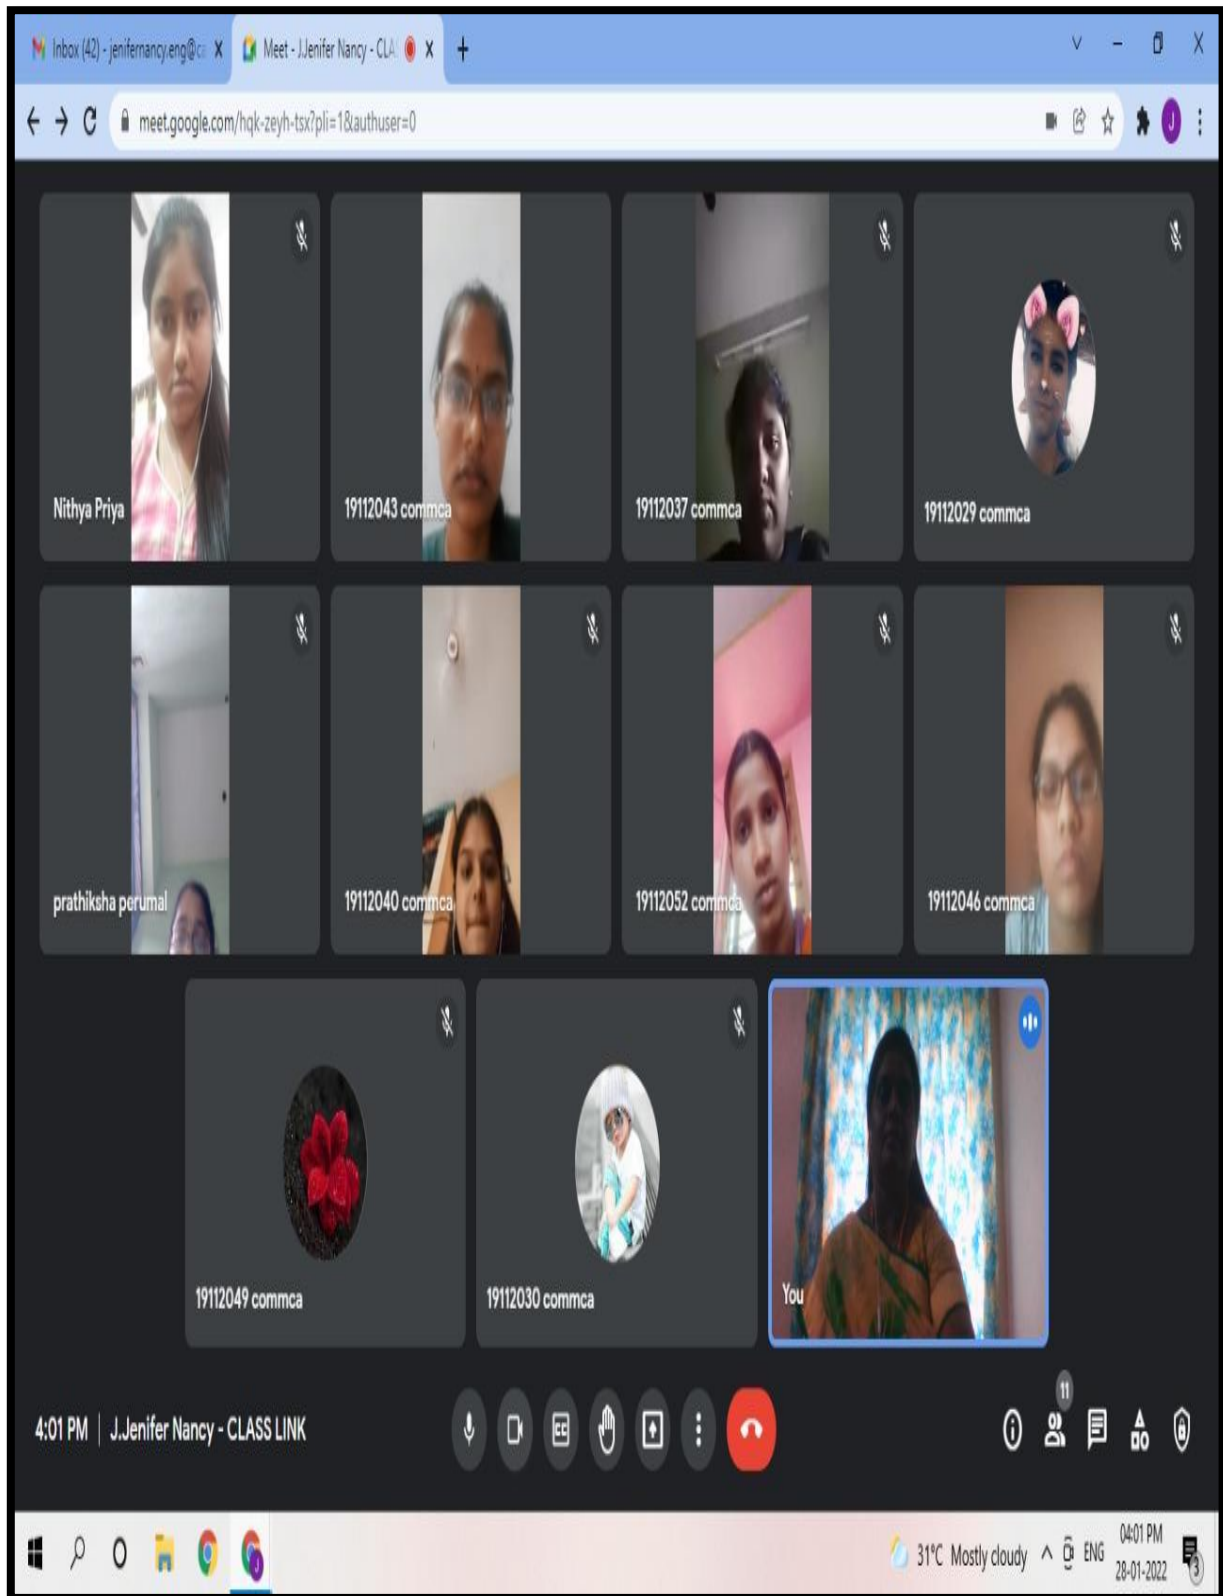 Inbox (42) - jenifernancy.eng@c
Meet - J.Jenifer Nancy - CLA
meet.google.com/hqk-zeyh-tsx?pli=1&authuser=0
J
Nithya Priya
19112043 commca
19112037 commca
19112029 commca
prathiksha perumal
19112040 commca
19112052 commca
19112046 commca
19112049 commca
19112030 commca
You
11
4:01 PM | J.Jenifer Nancy - CLASS LINK
CC
31°C Mostly cloudy
ENG
04:01 PM
28-01-2022
3